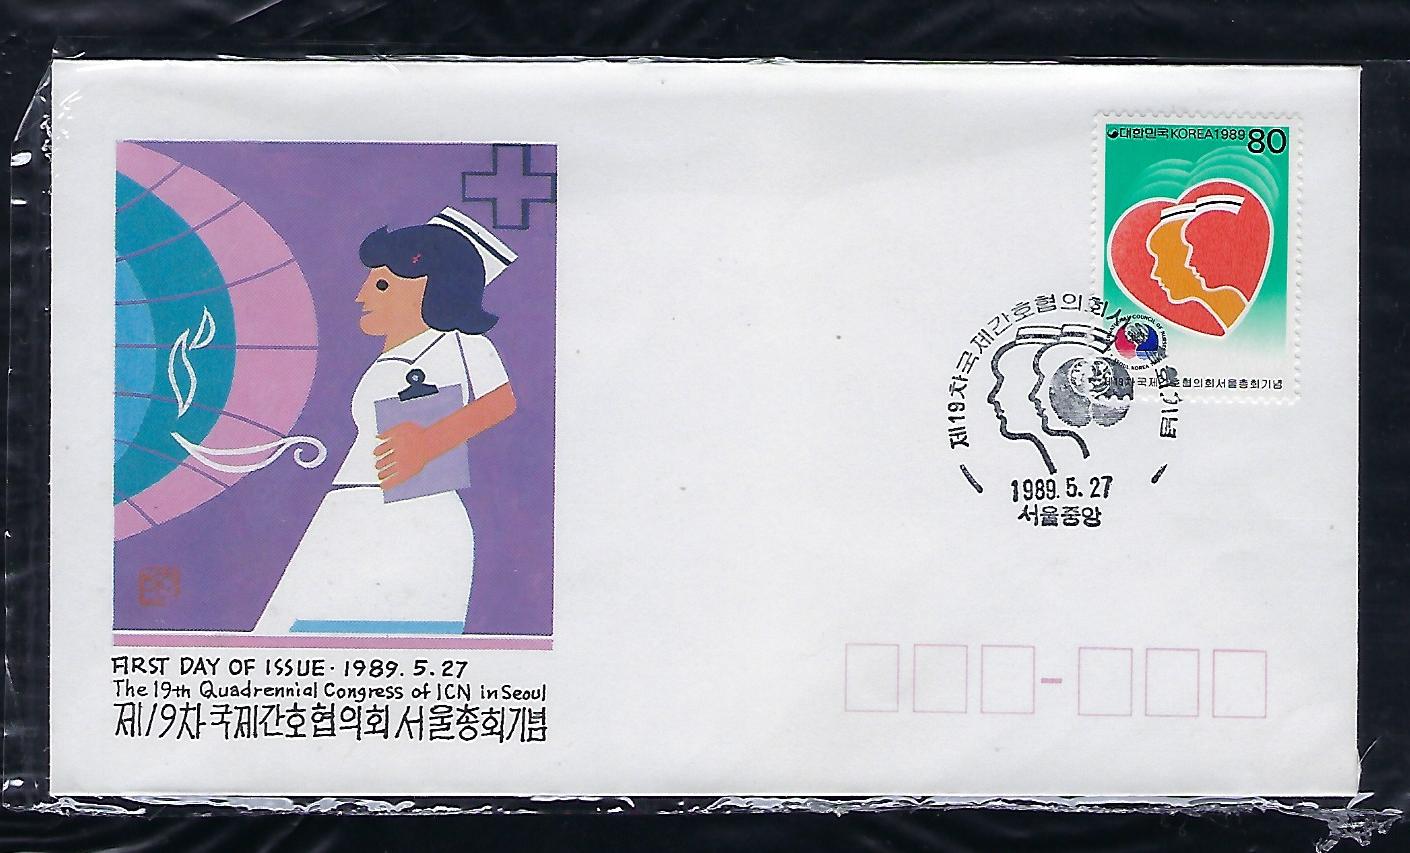 대한민국 KOREA 1989 80
제19차 국제간호협의회 서울총회기념
제19차 국제간호협의회 서울총회기념
1989. 5. 27
서울중앙
FIRST DAY OF ISSUE · 1989. 5. 27
The 19th Quadrennial Congress of ICN in Seoul
제19차 국제간호협의회 서울총회기념